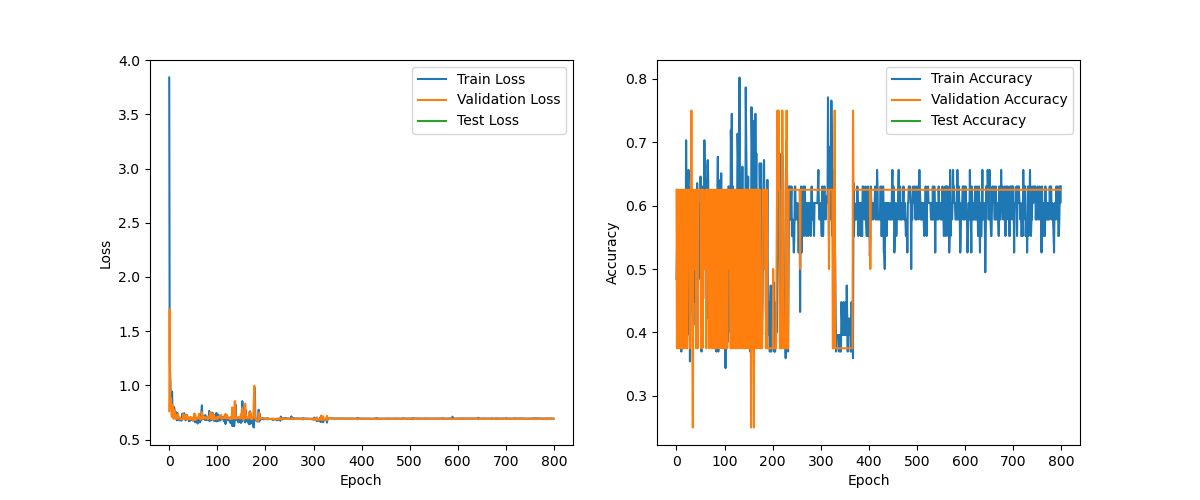 4.0
3.5
3.0
2.5
2.0
1.5
1.0
0.5
Loss
0 100 200 300 400 500 600 700 800
Epoch
Train Loss
Validation Loss
Test Loss
0.8
0.7
0.6
0.5
0.4
0.3
Accuracy
0 100 200 300 400 500 600 700 800
Epoch
Train Accuracy
Validation Accuracy
Test Accuracy